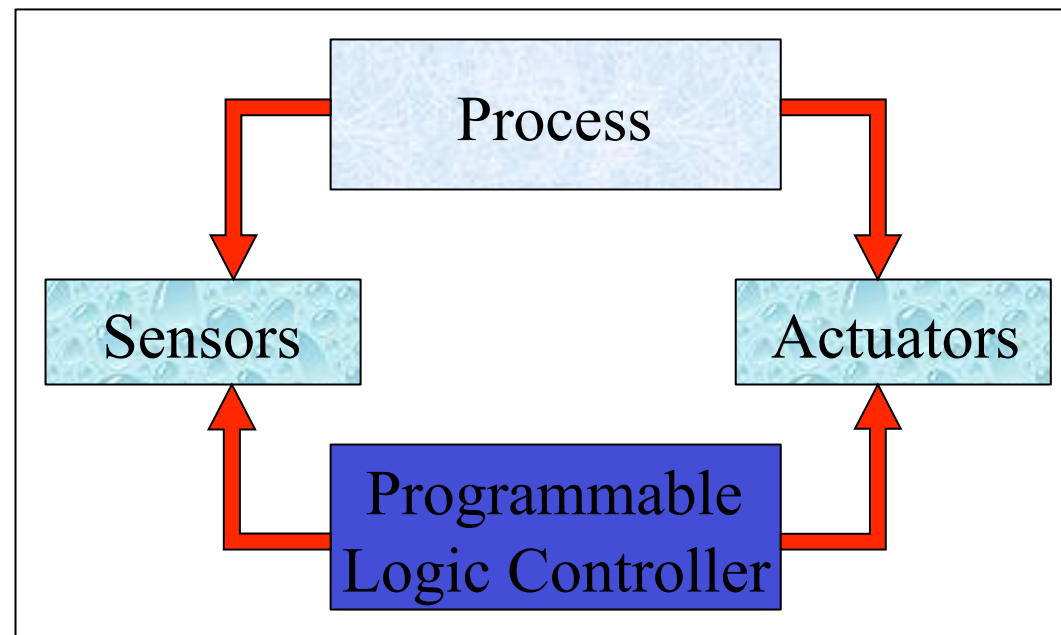 Process
Sensors
Actuators
Programmable
Logic Controller